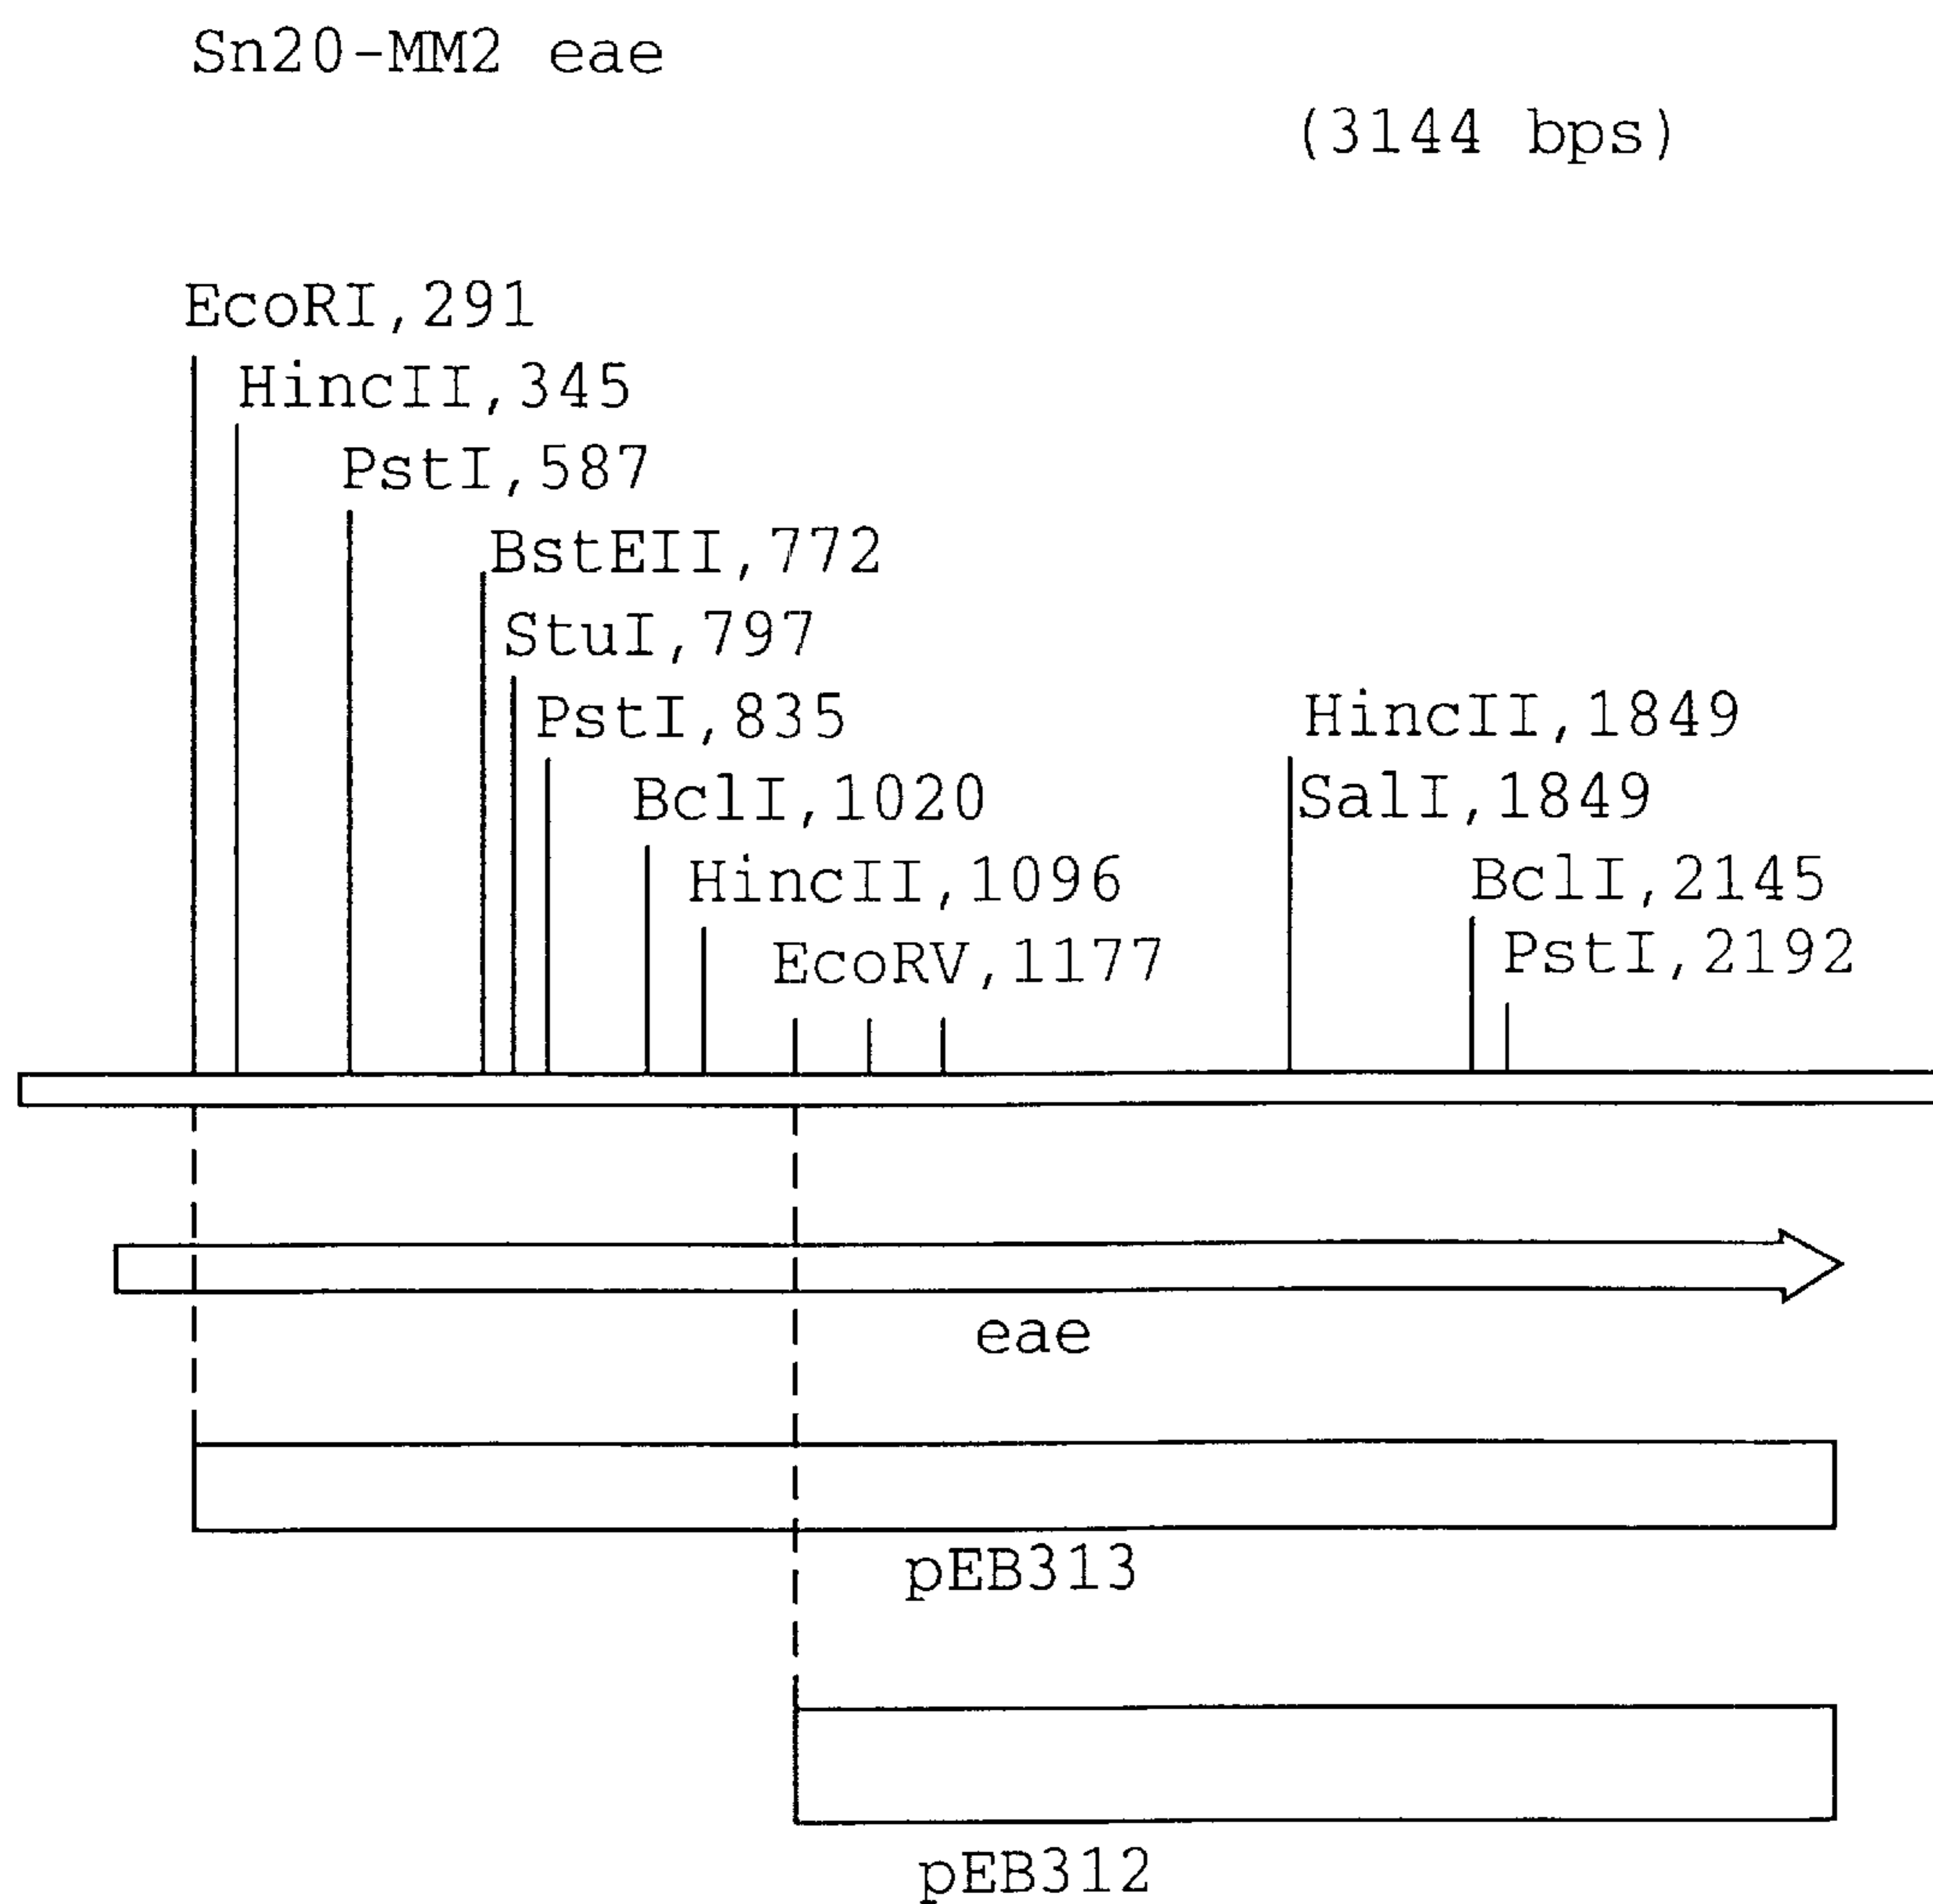 Sn20-MM2 eae
(3144 bps)
EcoRI,291
HincII,345
PstI,587
BstEII,772
StuI,797
PstI,835
HincII,1849
BclI,1020
SalI,1849
HincII,1096
BclI,2145
EcoRV,1177
PstI,2192
eae
pEB313
pEB312